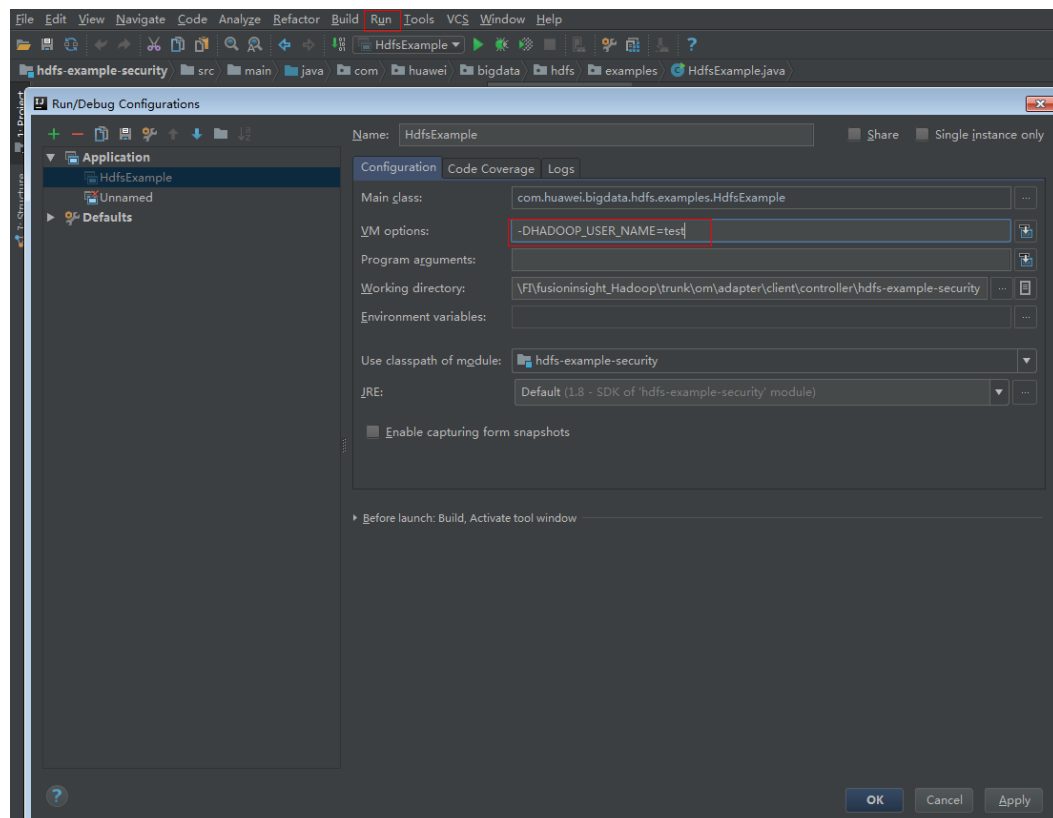 File Edit View Navigate Code Analyze Refactor Build Run Tools VCS Window Help
HdfsExample
hdfs-example-security src main java com huawei bigdata hdfs examples HdfsExample.java
1: Project
Run/Debug Configurations
Name: HdfsExample Share Single instance only
Application
HdfsExample
Unnamed
Defaults
Configuration Code Coverage Logs
Main class: com.huawei.bigdata.hdfs.examples.HdfsExample
VM options: -DHADOOP_USER_NAME=test
Program arguments:
Working directory: \FI\fusioninsight_Hadoop\trunk\om\adapter\client\controller\hdfs-example-security
Environment variables:
Use classpath of module: hdfs-example-security
JRE: Default (1.8 - SDK of 'hdfs-example-security' module)
Enable capturing form snapshots
Before launch: Build, Activate tool window
OK Cancel Apply